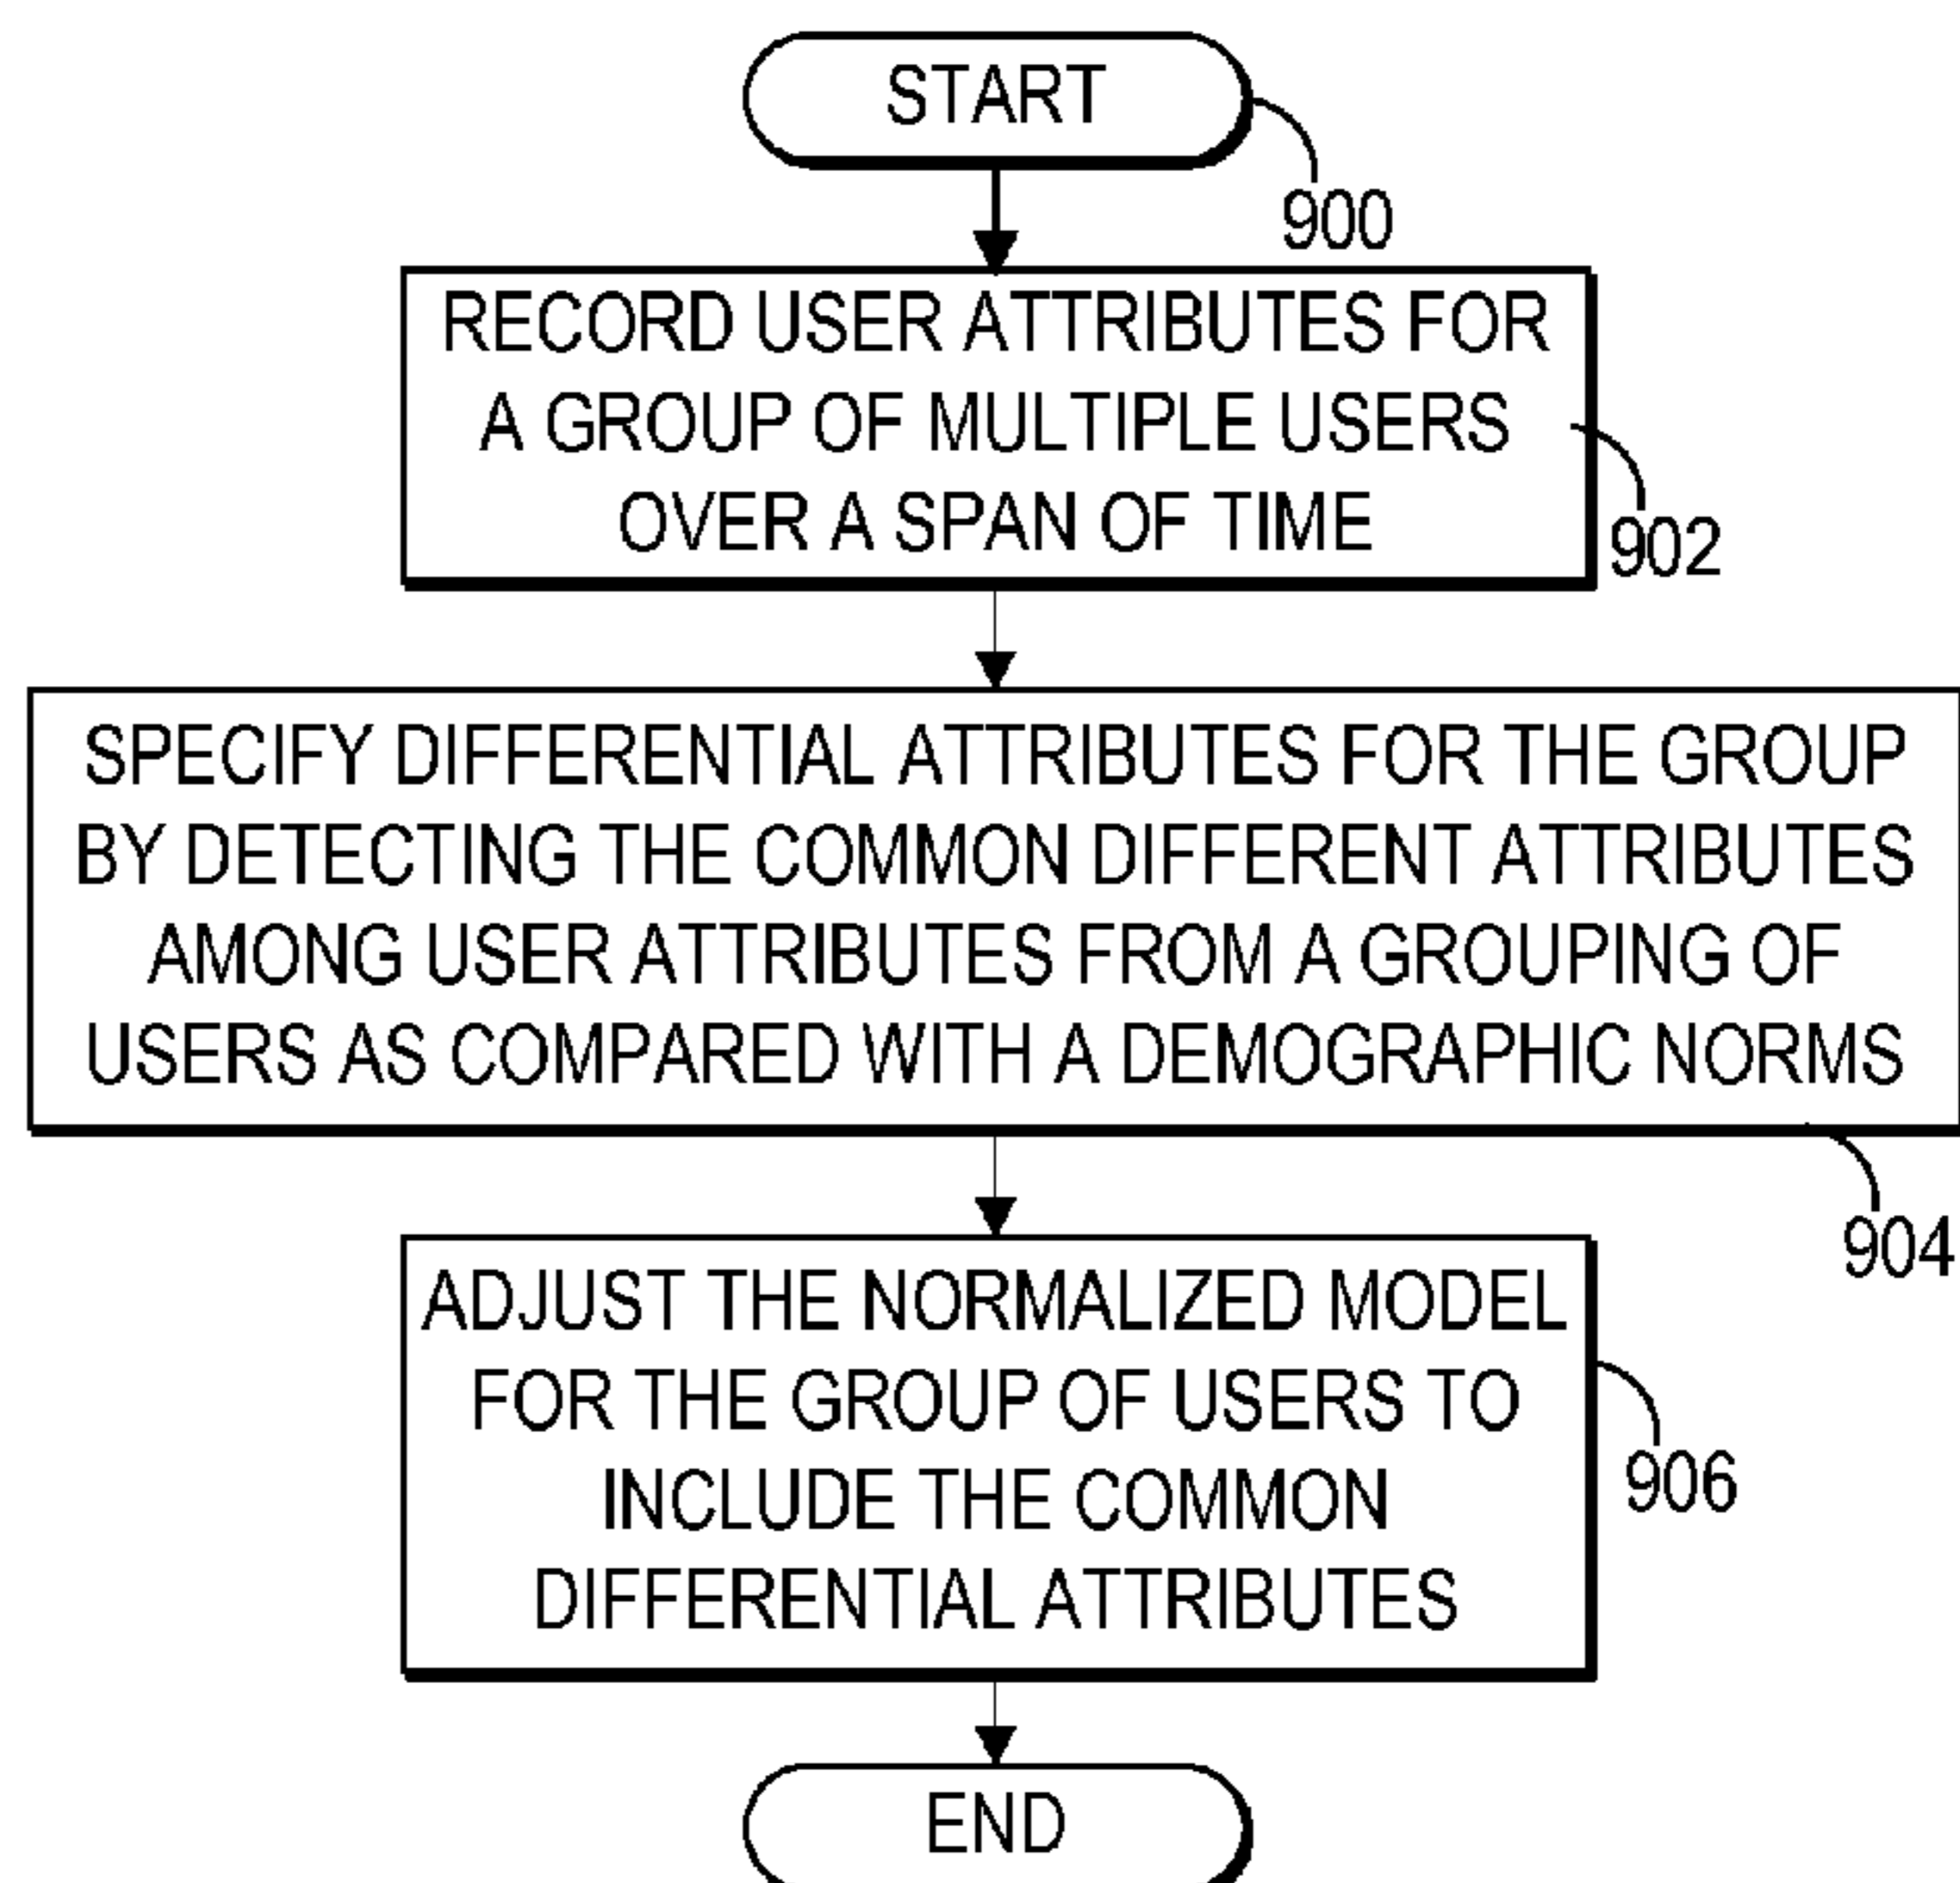 START
900
RECORD USER ATTRIBUTES FOR
A GROUP OF MULTIPLE USERS
OVER A SPAN OF TIME
902
SPECIFY DIFFERENTIAL ATTRIBUTES FOR THE GROUP
BY DETECTING THE COMMON DIFFERENT ATTRIBUTES
AMONG USER ATTRIBUTES FROM A GROUPING OF
USERS AS COMPARED WITH A DEMOGRAPHIC NORMS
904
ADJUST THE NORMALIZED MODEL
FOR THE GROUP OF USERS TO
INCLUDE THE COMMON
DIFFERENTIAL ATTRIBUTES
906
END